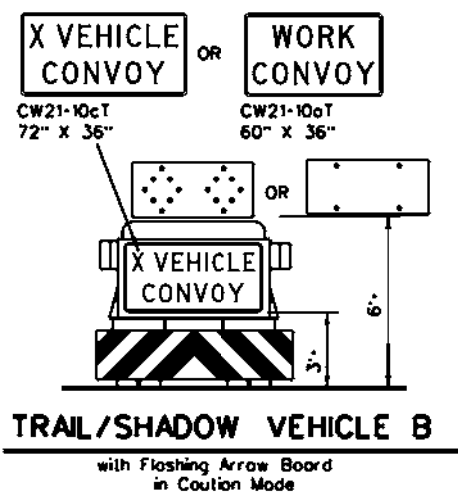 X VEHICLE
CONVOY
OR
WORK
CONVOY
CW21-10cT
72" X 36"
CW21-10aT
60" X 36"
OR
X VEHICLE
CONVOY
3'±
6'±
TRAIL/SHADOW VEHICLE B
with Flashing Arrow Board
in Caution Mode